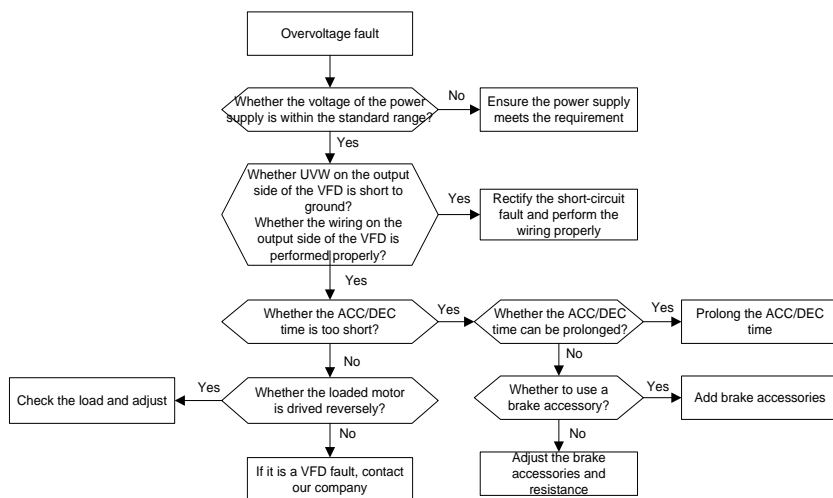 Overvoltage fault
Whether the voltage of the power
supply is within the standard range?
No
Ensure the power supply
meets the requirement
Yes
Whether UVW on the output
side of the VFD is short to
ground?
Whether the wiring on the
output side of the VFD is
performed properly?
Yes
Rectify the short-circuit
fault and perform the
wiring properly
Yes
Whether the ACC/DEC
time is too short?
Yes
Whether the ACC/DEC
time can be prolonged?
Yes
Prolong the ACC/DEC
time
No
No
Check the load and adjust
Yes
Whether the loaded motor
is drived reversely?
Whether to use a
brake accessory?
Yes
Add brake accessories
No
No
If it is a VFD fault, contact
our company
Adjust the brake
accessories and
resistance